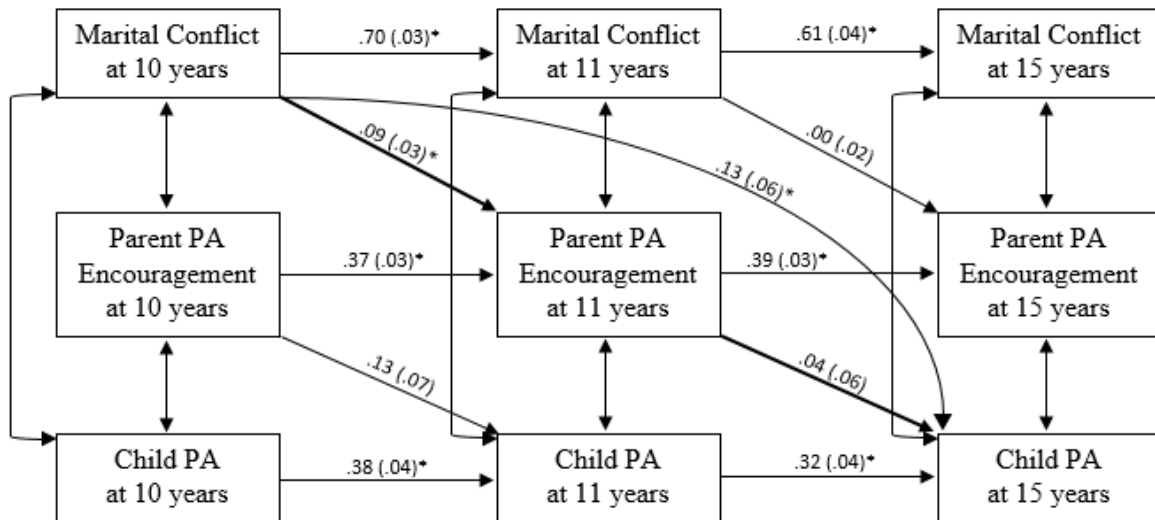 Marital Conflict
at 10 years
.70 (.03)*
Marital Conflict
at 11 years
.61 (.04)*
Marital Conflict
at 15 years
.09 (.03)*
.13 (.06)*
.00 (.02)
Parent PA
Encouragement
at 10 years
.37 (.03)*
Parent PA
Encouragement
at 11 years
.39 (.03)*
Parent PA
Encouragement
at 15 years
.13 (.07)
.04 (.06)
Child PA
at 10 years
.38 (.04)*
Child PA
at 11 years
.32 (.04)*
Child PA
at 15 years